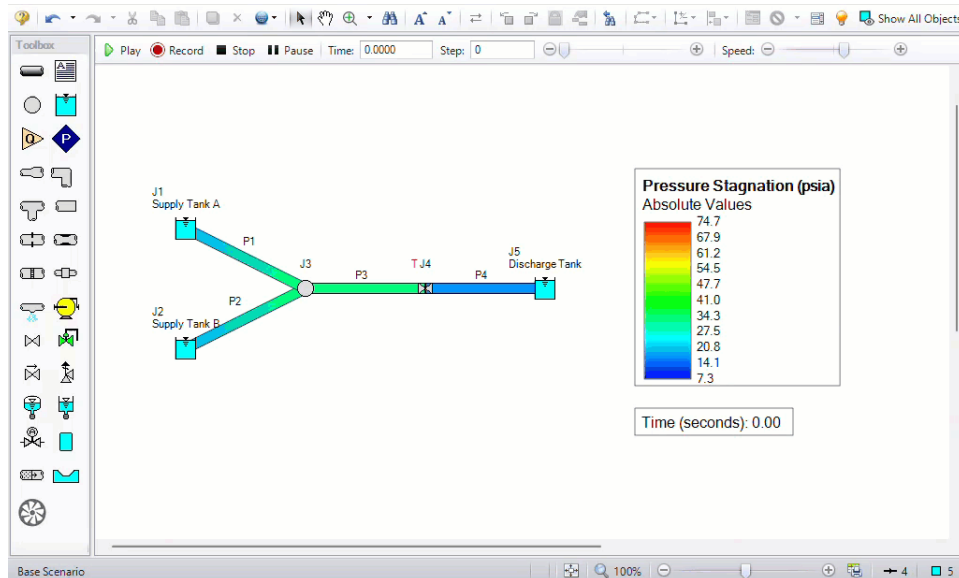 Show All Objects
Toolbox
Play Record Stop Pause Time: 0.0000 Step: 0 Speed:
A
Q P
J1
Supply Tank A
P1
J2
Supply Tank B
P2
J3
P3
T J4
P4
J5
Discharge Tank
Pressure Stagnation (psia)
Absolute Values
74.7
67.9
61.2
54.5
47.7
41.0
34.3
27.5
20.8
14.1
7.3
Time (seconds): 0.00
Base Scenario 100% 4 5